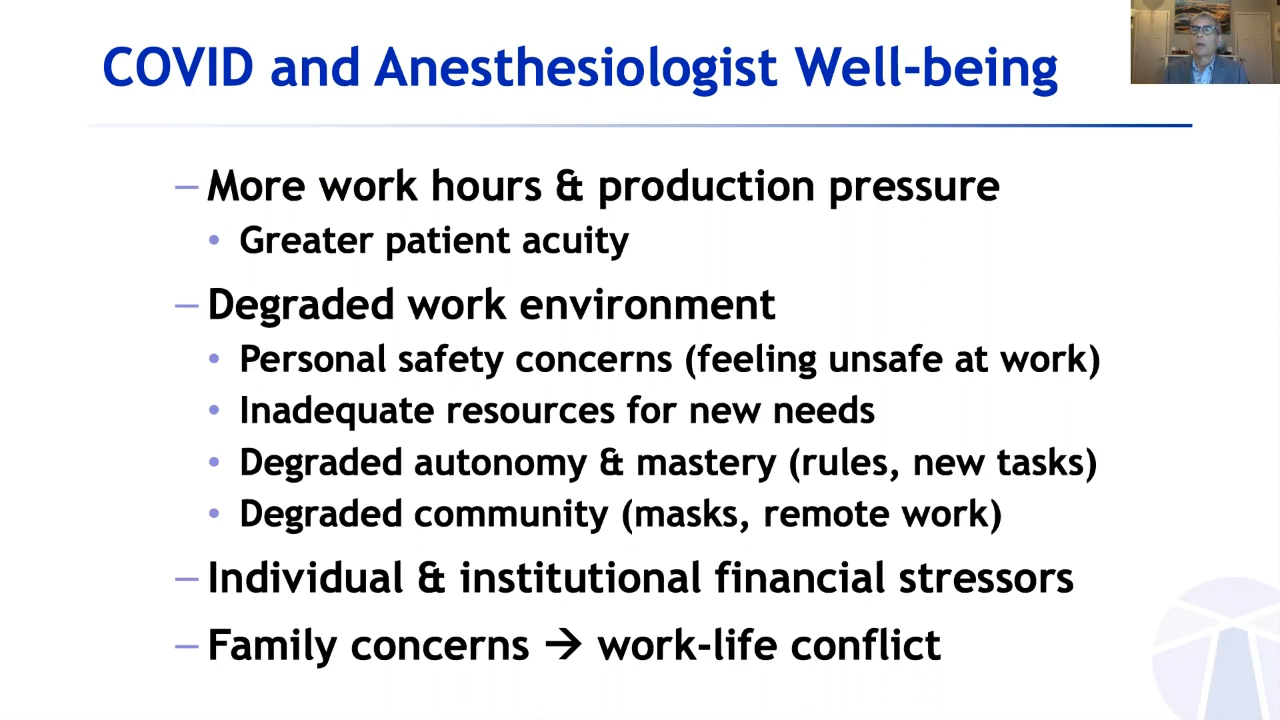 COVID and Anesthesiologist Well-being
– More work hours & production pressure
• Greater patient acuity
– Degraded work environment
• Personal safety concerns (feeling unsafe at work)
• Inadequate resources for new needs
• Degraded autonomy & mastery (rules, new tasks)
• Degraded community (masks, remote work)
– Individual & institutional financial stressors
– Family concerns → work-life conflict